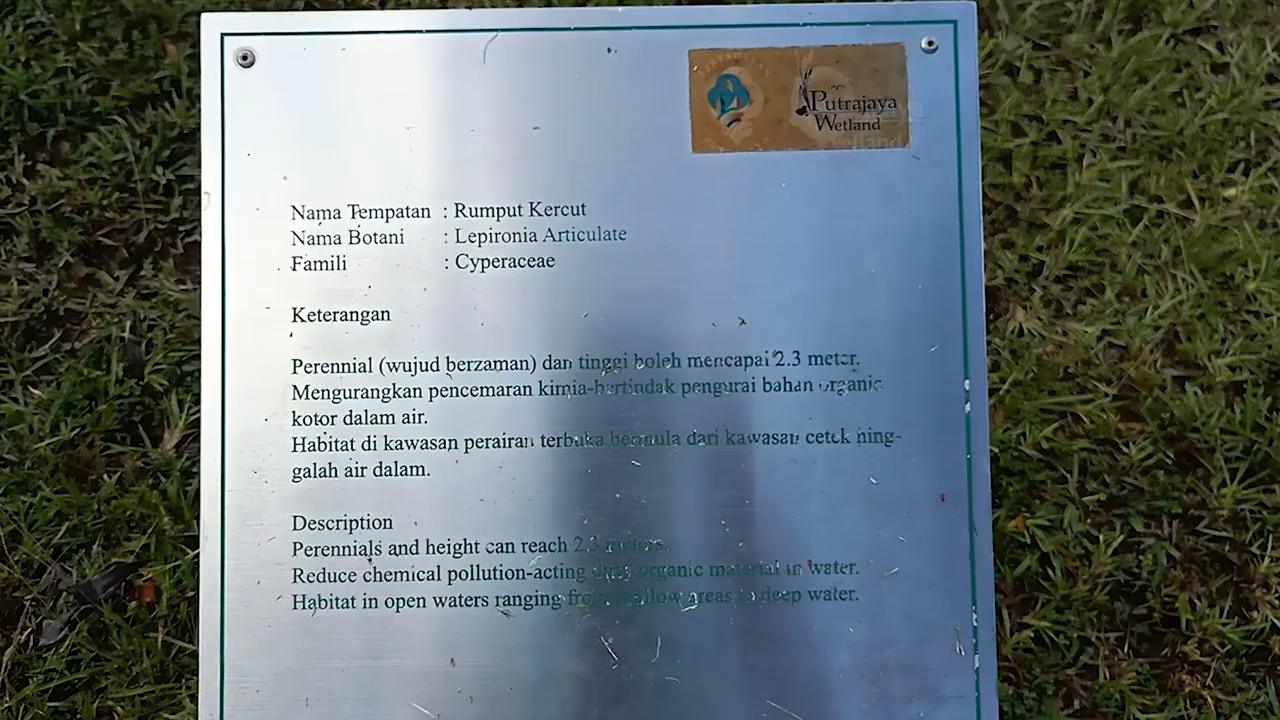 PERBADANAN
Putrajaya
Wetland
Nama Tempatan : Rumput Kercut
Nama Botani : Lepironia Articulate
Famili : Cyperaceae
Keterangan
Perennial (wujud berzaman) dan tinggi boleh mencapai 2.3 meter.
Mengurangkan pencemaran kimia-bertindak pengurai bahan organic
kotor dalam air.
Habitat di kawasan perairan terbuka bermula dari kawasan cetek hing-
galah air dalam.
Description
Perennials and height can reach 2.3 meters.
Reduce chemical pollution-acting dirty organic material in water.
Habitat in open waters ranging from shallow areas to deep water.